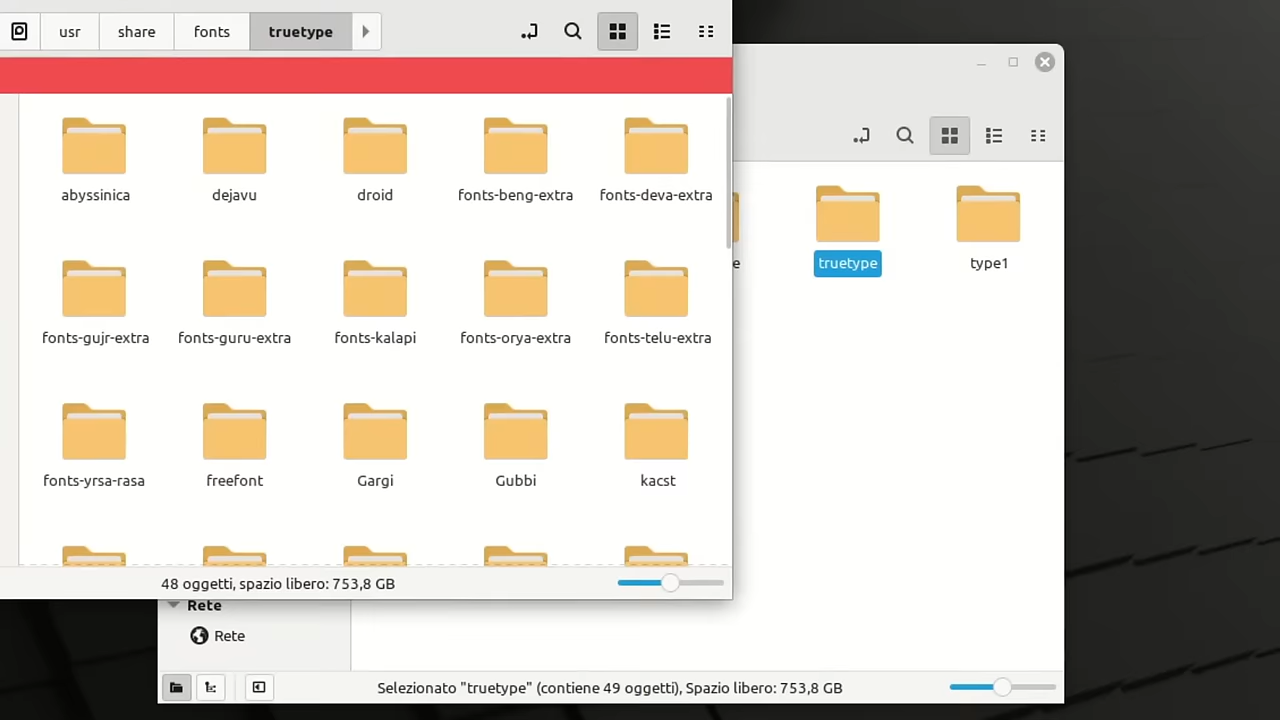 usr share fonts truetype
abyssinica dejavu droid fonts-beng-extra fonts-deva-extra
fonts-gujr-extra fonts-guru-extra fonts-kalapi fonts-orya-extra fonts-telu-extra
fonts-yrsa-rasa freefont Gargi Gubbi kacst
48 oggetti, spazio libero: 753,8 GB
e truetype type1
Rete
Rete
Selezionato "truetype" (contiene 49 oggetti), Spazio libero: 753,8 GB